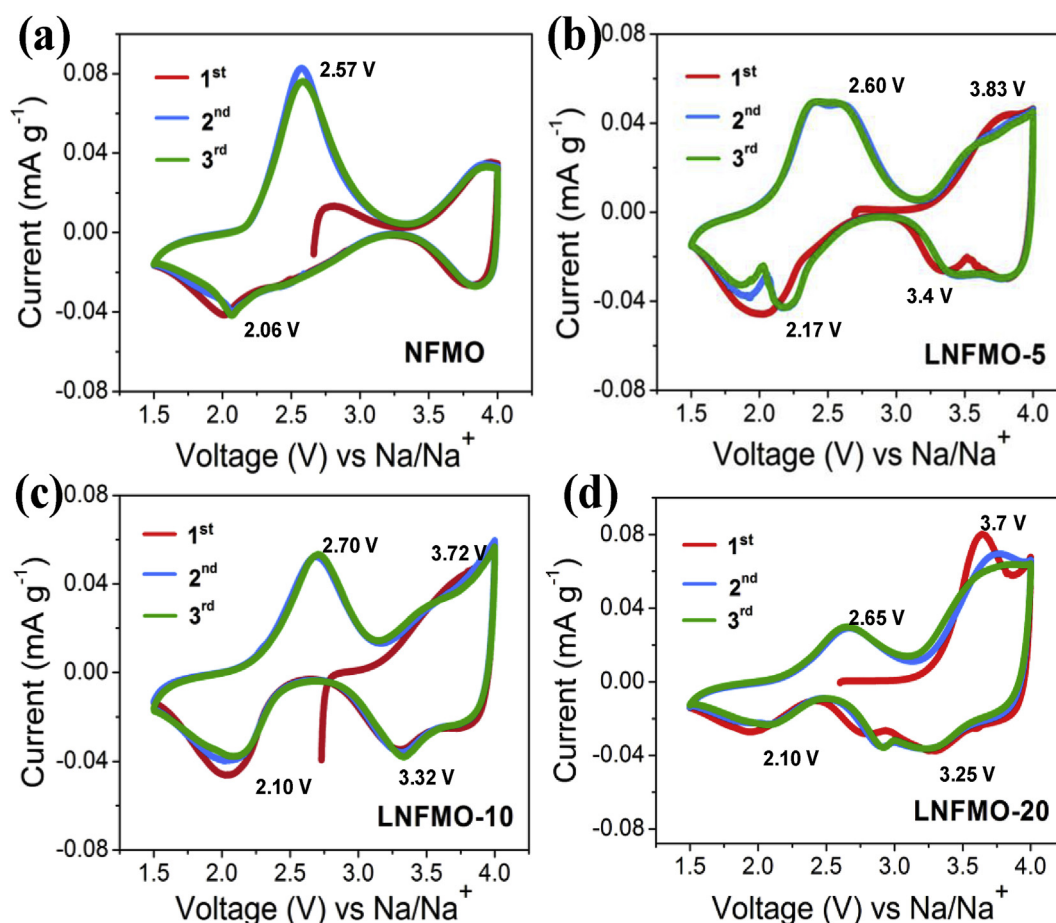 (a)
0.08
0.04
0.00
-0.04
-0.08
Current (mA g⁻¹)
1st
2nd
3rd
2.57 V
2.06 V
NFMO
1.5 2.0 2.5 3.0 3.5 4.0
Voltage (V) vs Na/Na⁺
(b)
0.08
0.04
0.00
-0.04
-0.08
Current (mA g⁻¹)
1st
2nd
3rd
2.60 V
3.83 V
3.4 V
2.17 V
LNFMO-5
1.5 2.0 2.5 3.0 3.5 4.0
Voltage (V) vs Na/Na⁺
(c)
0.08
0.04
0.00
-0.04
-0.08
Current (mA g⁻¹)
1st
2nd
3rd
2.70 V
3.72 V
2.10 V
3.32 V
LNFMO-10
1.5 2.0 2.5 3.0 3.5 4.0
Voltage (V) vs Na/Na⁺
(d)
0.08
0.04
0.00
-0.04
-0.08
Current (mA g⁻¹)
1st
2nd
3rd
3.7 V
2.65 V
2.10 V
3.25 V
LNFMO-20
1.5 2.0 2.5 3.0 3.5 4.0
Voltage (V) vs Na/Na⁺